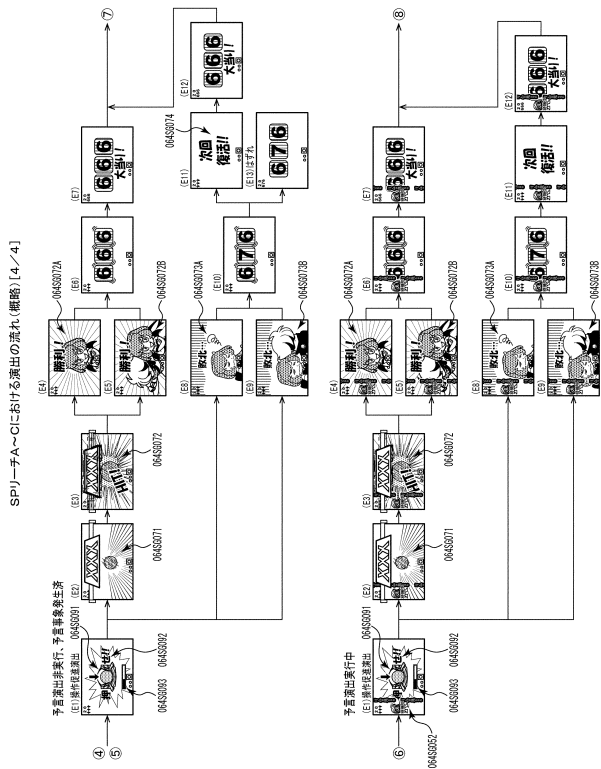 SPリーチA～Cにおける演出の流れ(概略)[4／4]
予言演出非実行、予言事象発生済
(E1)操作促進演出
064SG091
064SG092
064SG093
④
⑤
(E2)
XXX
064SG071
(E3)
XXX
HIT!
064SG072
(E4)
勝利!
064SG072A
(E5)
勝利!
064SG072B
(E6)
666
(E7)
666
大当り!
⑦
(E8)
敗北…
064SG073A
(E9)
敗北…
064SG073B
(E10)
676
(E11)
次回
復活!!
064SG074
(E12)
666
大当り!
(E13)はずれ
676
予言演出実行中
(E1)操作促進演出
064SG091
064SG092
064SG093
064SG052
⑥
(E2)
XXX
064SG071
(E3)
XXX
HIT!
064SG072
(E4)
勝利!
064SG072A
(E5)
勝利!
064SG072B
(E6)
666
(E7)
666
大当り!
⑧
(E8)
敗北…
064SG073A
(E9)
敗北…
064SG073B
(E10)
676
(E11)
次回
復活!!
(E12)
666
大当り!